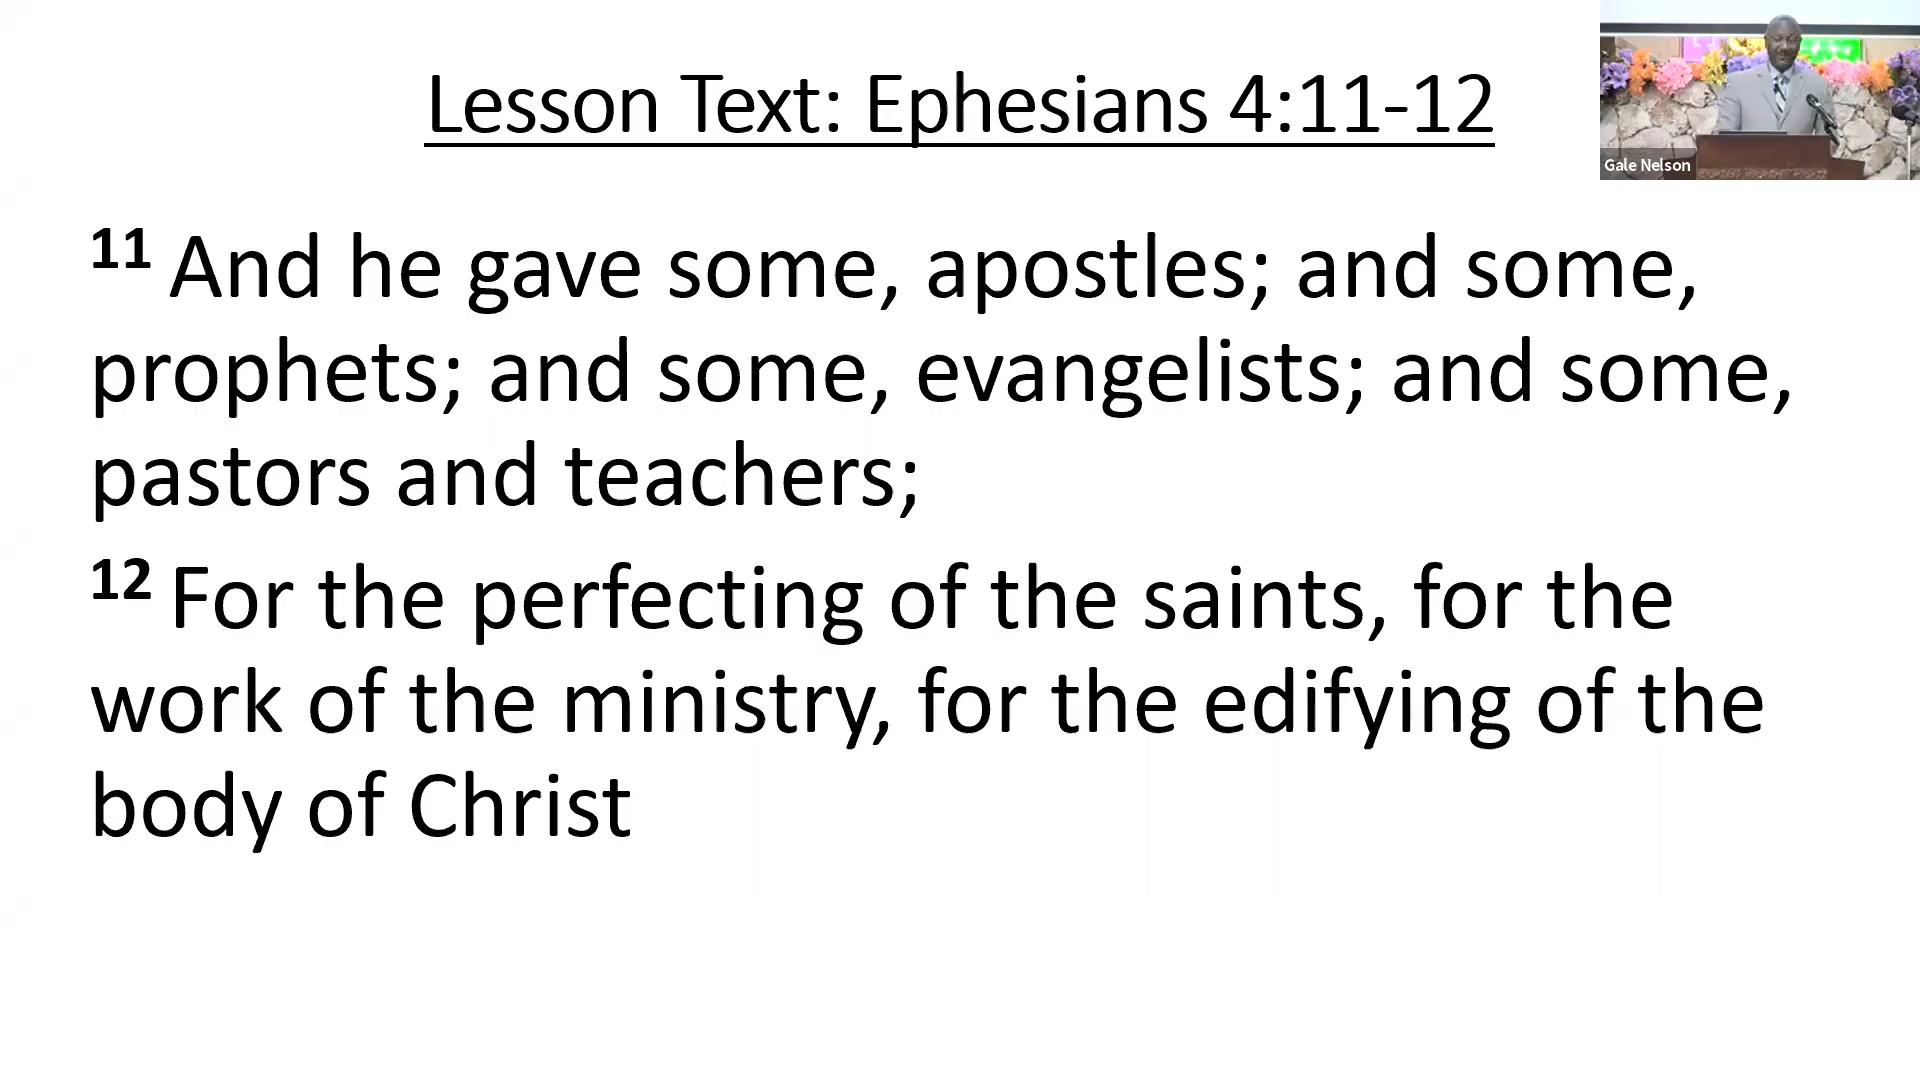 Lesson Text: Ephesians 4:11-12
Gale Nelson
11 And he gave some, apostles; and some,
prophets; and some, evangelists; and some,
pastors and teachers;
12 For the perfecting of the saints, for the
work of the ministry, for the edifying of the
body of Christ